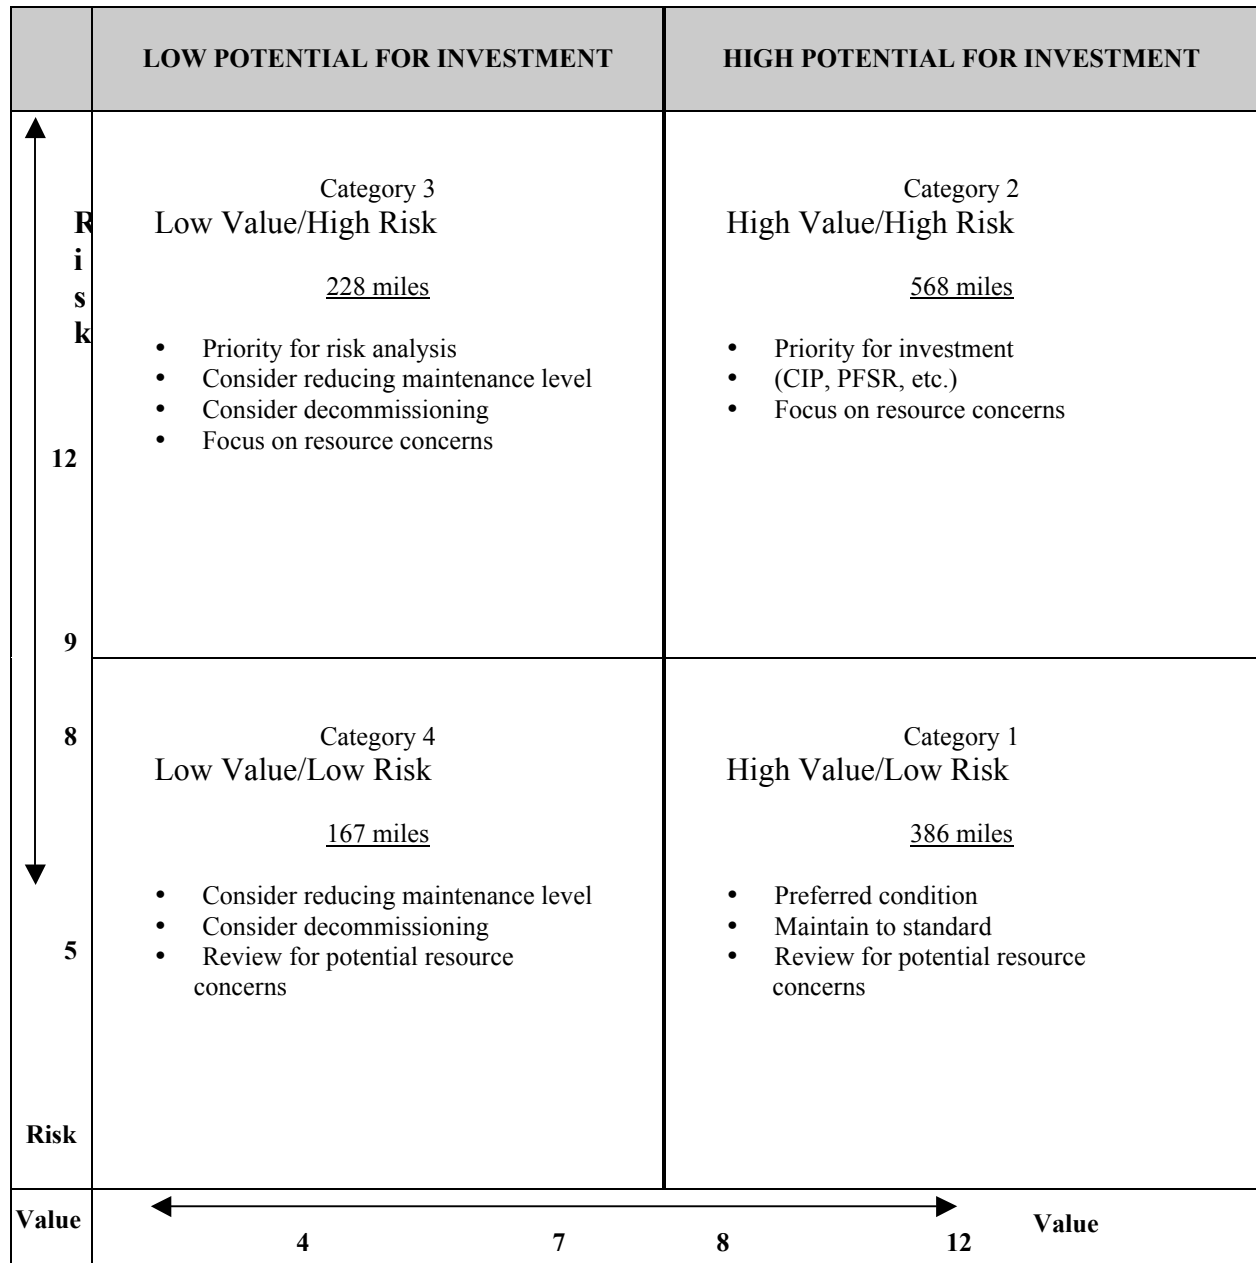 LOW POTENTIAL FOR INVESTMENT
HIGH POTENTIAL FOR INVESTMENT
R
i
s
k
12
9
8
5
Risk
Category 3
Low Value/High Risk
228 miles
• Priority for risk analysis
• Consider reducing maintenance level
• Consider decommissioning
• Focus on resource concerns
Category 2
High Value/High Risk
568 miles
• Priority for investment
• (CIP, PFSR, etc.)
• Focus on resource concerns
Category 4
Low Value/Low Risk
167 miles
• Consider reducing maintenance level
• Consider decommissioning
• Review for potential resource
concerns
Category 1
High Value/Low Risk
386 miles
• Preferred condition
• Maintain to standard
• Review for potential resource
concerns
Value
4 7 8 12
Value